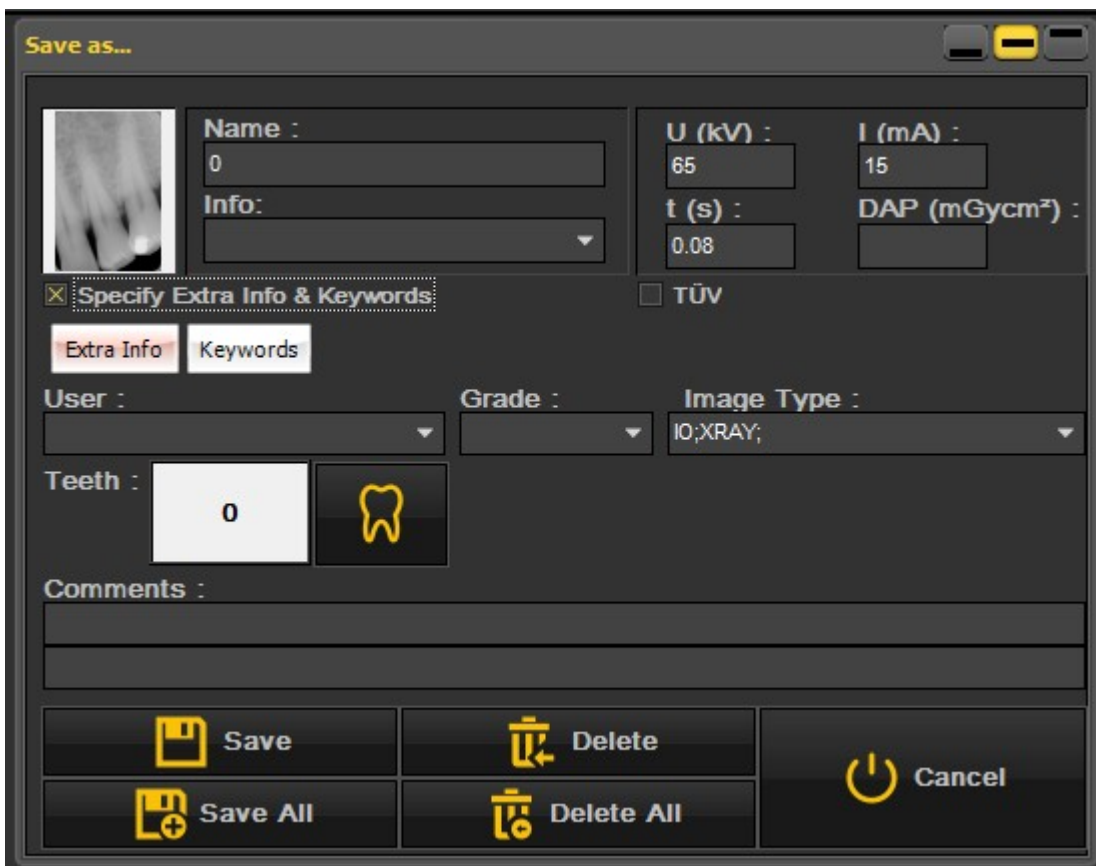 Save as...
Name :
0
Info:
U (kV) :
65
I (mA) :
15
t (s) :
0.08
DAP (mGycm²) :
Specify Extra Info & Keywords
TÜV
Extra Info
Keywords
User :
Grade :
Image Type :
IO;XRAY;
Teeth :
0
Comments :
Save
Delete
Cancel
Save All
Delete All